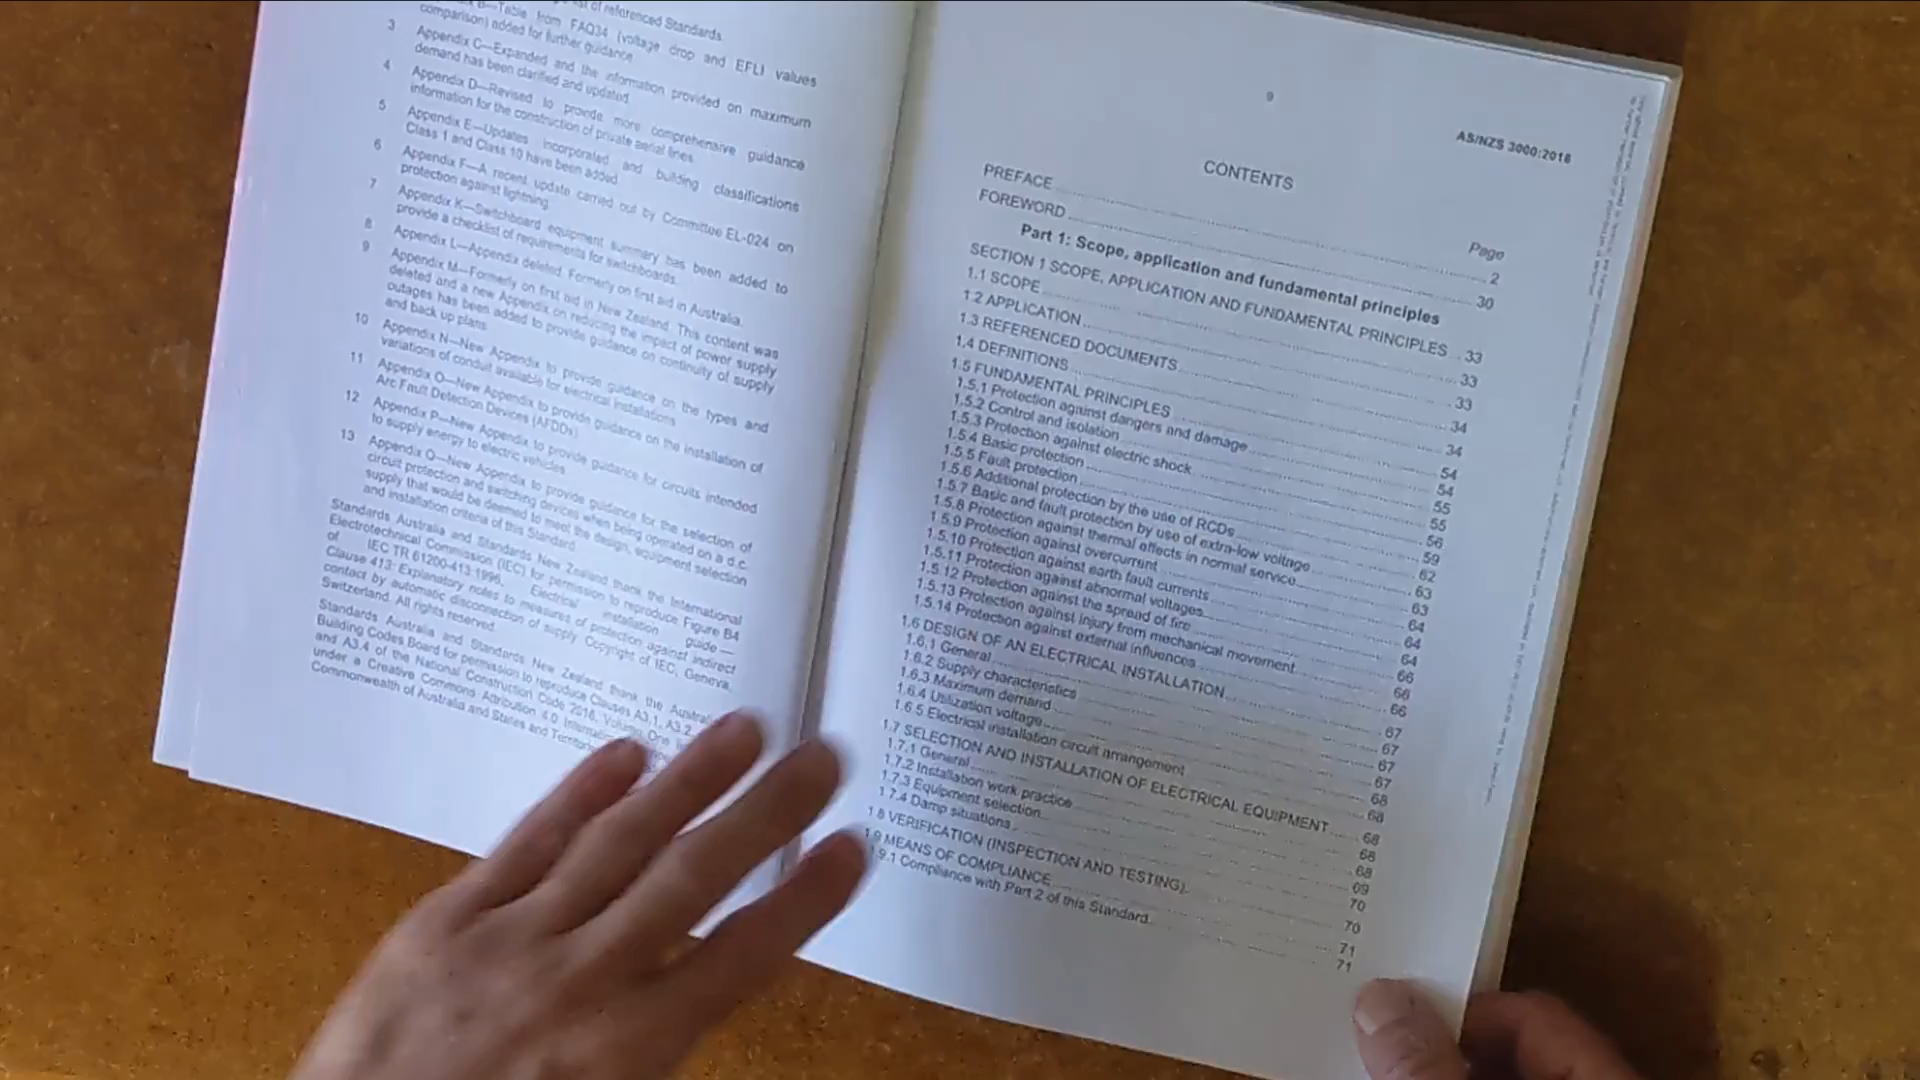 list of referenced Standards.
B—Table from FAQ34 (voltage drop and EFLI values
comparison) added for further guidance.
3 Appendix C—Expanded and the information provided on maximum
demand has been clarified and updated.
4 Appendix D—Revised to provide more comprehensive guidance
information for the construction of private aerial lines.
5 Appendix E—Updates incorporated and building classifications
Class 1 and Class 10 have been added.
6 Appendix F—A recent update carried out by Committee EL-024 on
protection against lightning.
7 Appendix K—Switchboard equipment summary has been added to
provide a checklist of requirements for switchboards.
8 Appendix L—Appendix deleted. Formerly on first aid in Australia.
9 Appendix M—Formerly on first aid in New Zealand. This content was
deleted and a new Appendix on reducing the impact of power supply
outages has been added to provide guidance on continuity of supply
and back up plans.
10 Appendix N—New Appendix to provide guidance on the types and
variations of conduit available for electrical installations.
11 Appendix O—New Appendix to provide guidance on the installation of
Arc Fault Detection Devices (AFDDs).
12 Appendix P—New Appendix to provide guidance for circuits intended
to supply energy to electric vehicles.
13 Appendix Q—New Appendix to provide guidance for the selection of
circuit protection and switching devices when being operated on a d.c.
supply that would be deemed to meet the design, equipment selection
and installation criteria of this Standard.
Standards Australia and Standards New Zealand thank the International
Electrotechnical Commission (IEC) for permission to reproduce Figure B4
of IEC TR 61200-413:1996, Electrical installation guide —
Clause 413: Explanatory notes to measures of protection against indirect
contact by automatic disconnection of supply. Copyright of IEC, Geneva,
Switzerland. All rights reserved.
Standards Australia and Standards New Zealand thank the Australian
Building Codes Board for permission to reproduce Clauses A3.1, A3.2
and A3.4 of the National Construction Code 2016, Volume One
under a Creative Commons Attribution 4.0
Commonwealth of Australia and States and
9
AS/NZS 3000:2018
CONTENTS
Page
PREFACE 2
FOREWORD 30
Part 1: Scope, application and fundamental principles
SECTION 1 SCOPE, APPLICATION AND FUNDAMENTAL PRINCIPLES 33
1.1 SCOPE 33
1.2 APPLICATION 33
1.3 REFERENCED DOCUMENTS 34
1.4 DEFINITIONS 34
1.5 FUNDAMENTAL PRINCIPLES 54
1.5.1 Protection against dangers and damage 54
1.5.2 Control and isolation 55
1.5.3 Protection against electric shock 55
1.5.4 Basic protection 56
1.5.5 Fault protection 59
1.5.6 Additional protection by the use of RCDs 62
1.5.7 Basic and fault protection by use of extra-low voltage 63
1.5.8 Protection against thermal effects in normal service 63
1.5.9 Protection against overcurrent 64
1.5.10 Protection against earth fault currents 64
1.5.11 Protection against abnormal voltages 64
1.5.12 Protection against the spread of fire 66
1.5.13 Protection against injury from mechanical movement 66
1.5.14 Protection against external influences 66
1.6 DESIGN OF AN ELECTRICAL INSTALLATION 67
1.6.1 General 67
1.6.2 Supply characteristics 67
1.6.3 Maximum demand 68
1.6.4 Utilization voltage 68
1.6.5 Electrical installation circuit arrangement 68
1.7 SELECTION AND INSTALLATION OF ELECTRICAL EQUIPMENT 68
1.7.1 General 68
1.7.2 Installation work practice 69
1.7.3 Equipment selection 70
1.7.4 Damp situations 70
1.8 VERIFICATION (INSPECTION AND TESTING) 71
1.9 MEANS OF COMPLIANCE 71
1.9.1 Compliance with Part 2 of this Standard